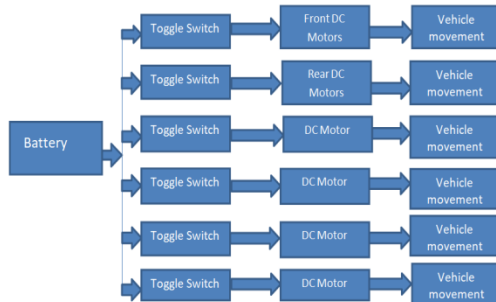 Toggle Switch
Front DC
Motors
Vehicle
movement
Toggle Switch
Rear DC
Motors
Vehicle
movement
Battery
Toggle Switch
DC Motor
Vehicle
movement
Toggle Switch
DC Motor
Vehicle
movement
Toggle Switch
DC Motor
Vehicle
movement
Toggle Switch
DC Motor
Vehicle
movement